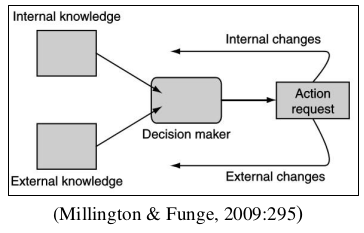 Internal knowledge
Internal changes
Action
request
Decision maker
External knowledge
External changes
(Millington & Funge, 2009:295)